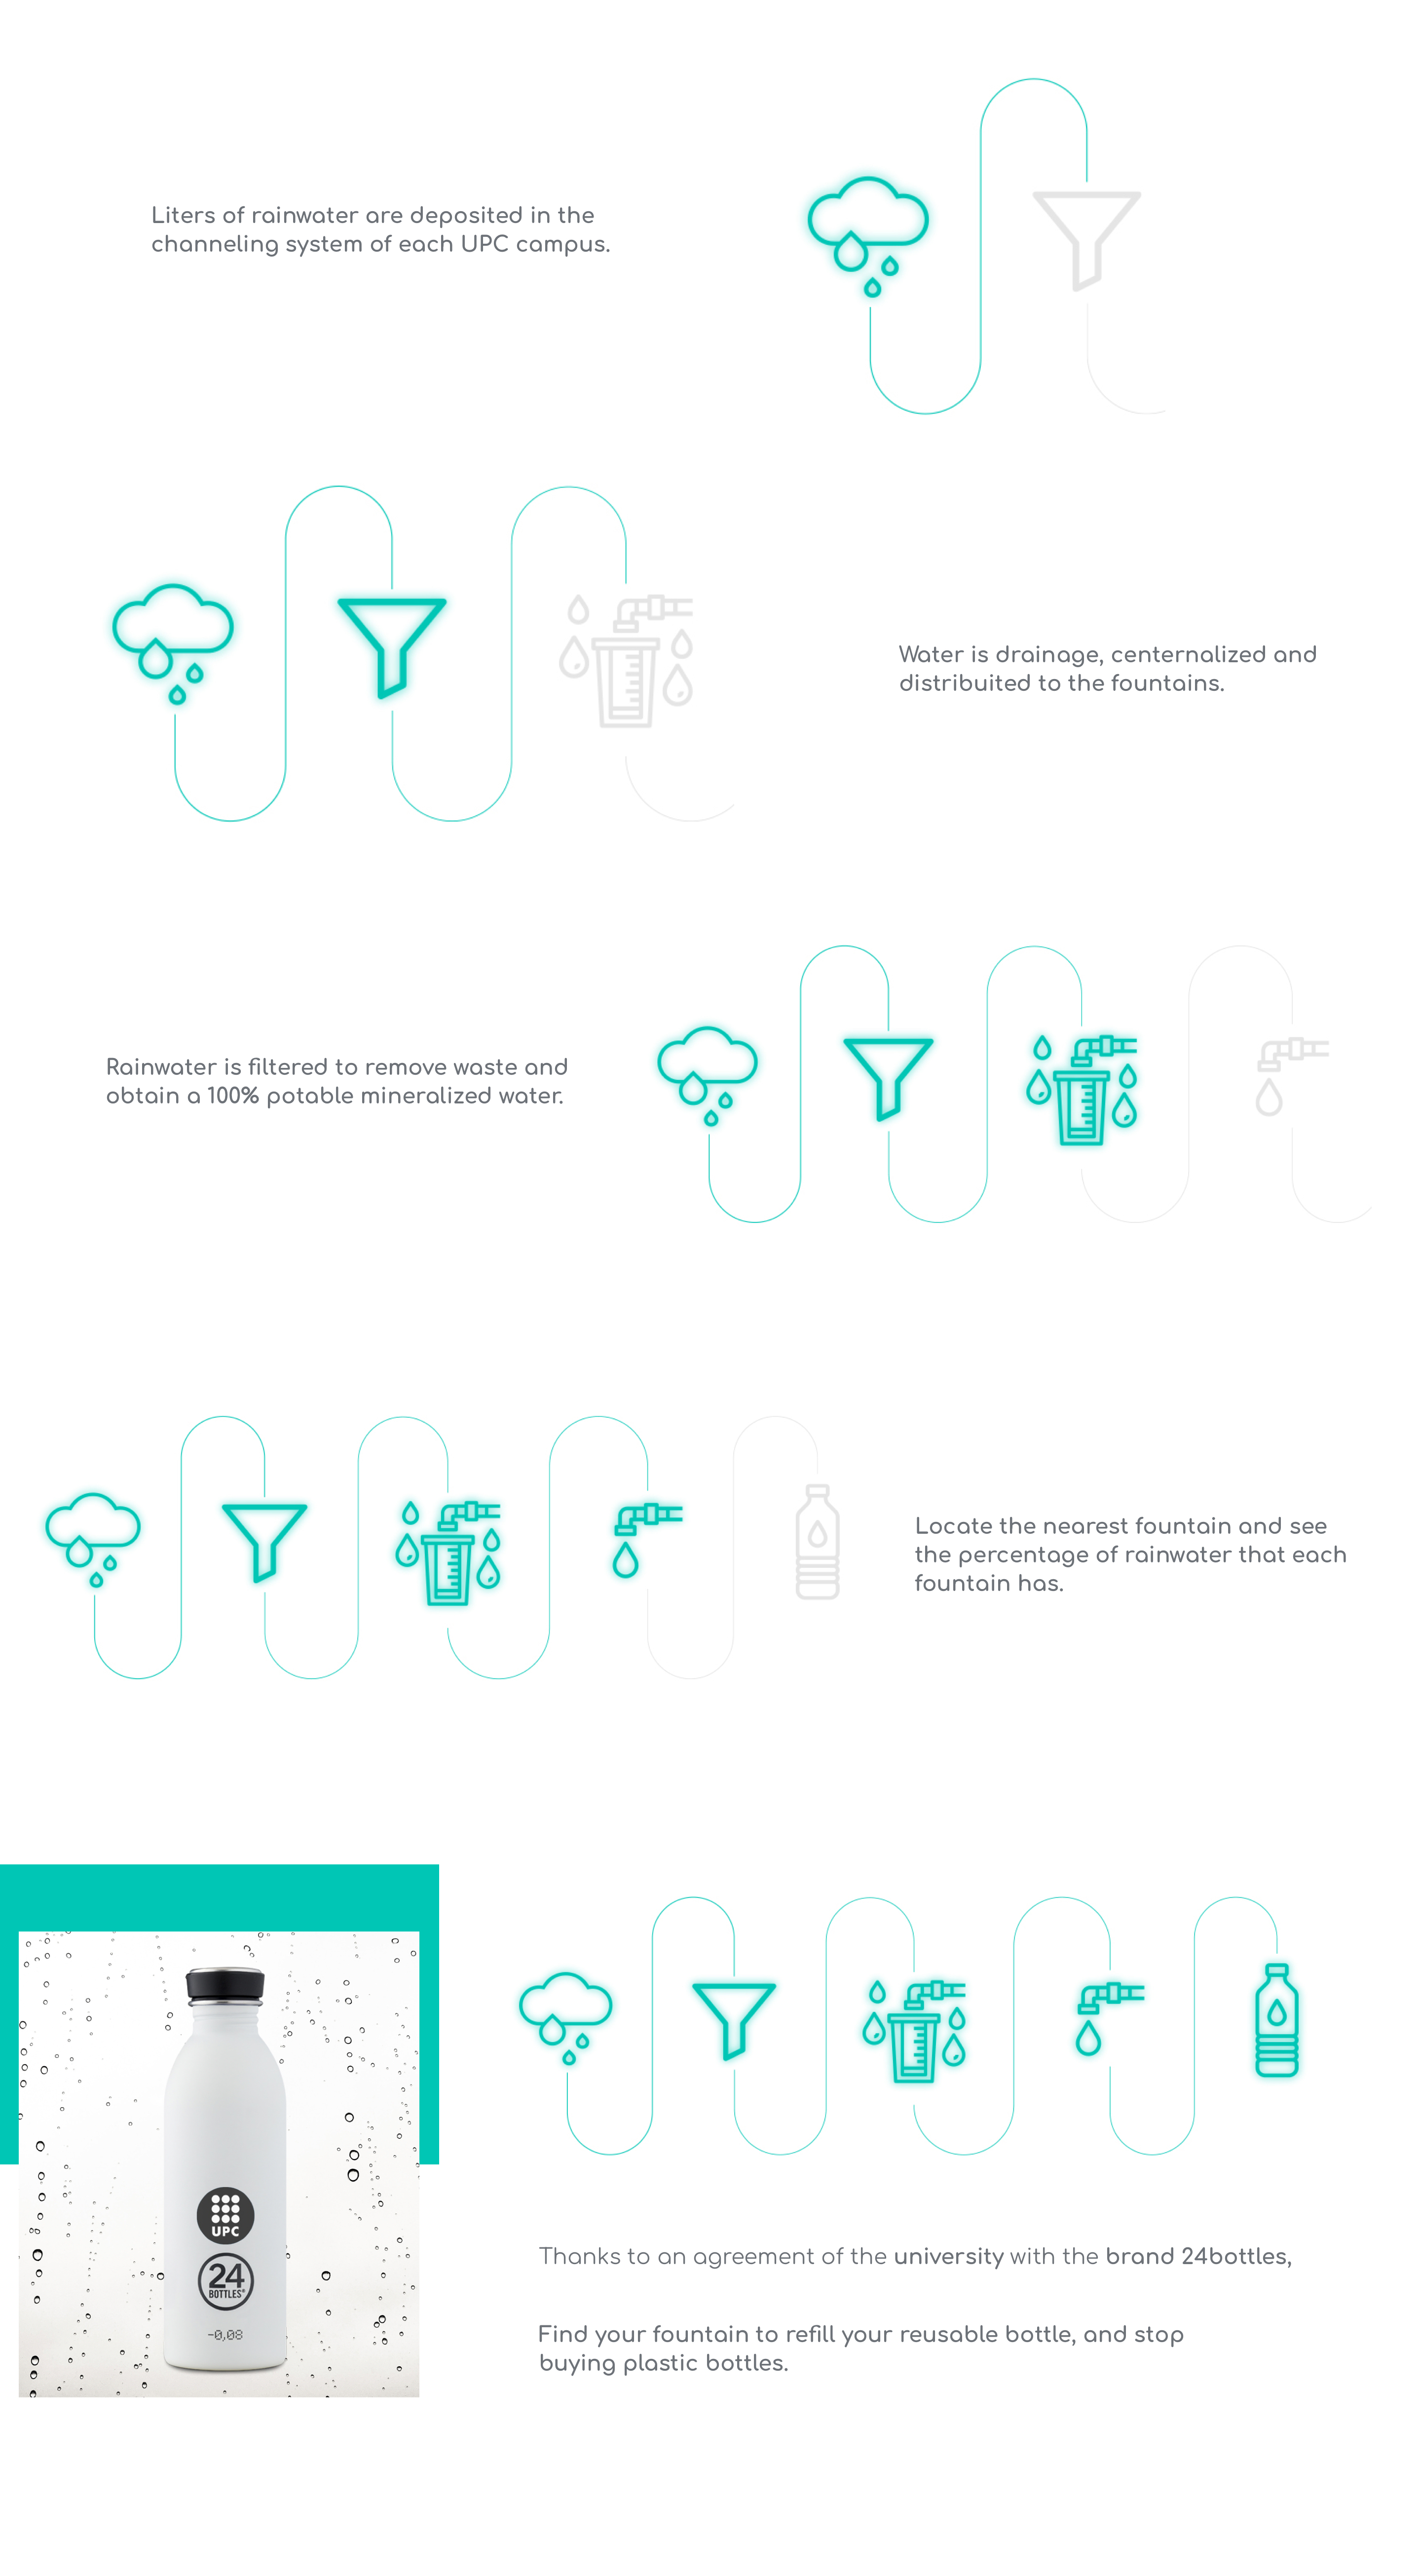 Liters of rainwater are deposited in the
channeling system of each UPC campus.
Water is drainage, centernalized and
distribuited to the fountains.
Rainwater is filtered to remove waste and
obtain a 100% potable mineralized water.
Locate the nearest fountain and see
the percentage of rainwater that each
fountain has.
UPC
24
BOTTLES®
-0,08
Thanks to an agreement of the university with the brand 24bottles,
Find your fountain to refill your reusable bottle, and stop
buying plastic bottles.